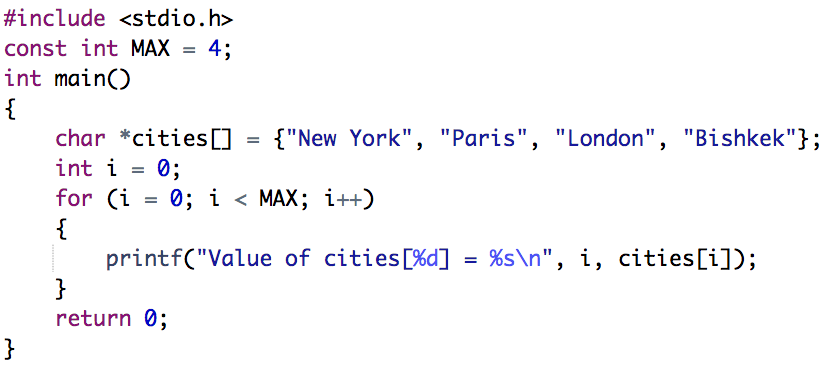 #include <stdio.h>
const int MAX = 4;
int main()
{
    char *cities[] = {"New York", "Paris", "London", "Bishkek"};
    int i = 0;
    for (i = 0; i < MAX; i++)
    {
        printf("Value of cities[%d] = %s\n", i, cities[i]);
    }
    return 0;
}